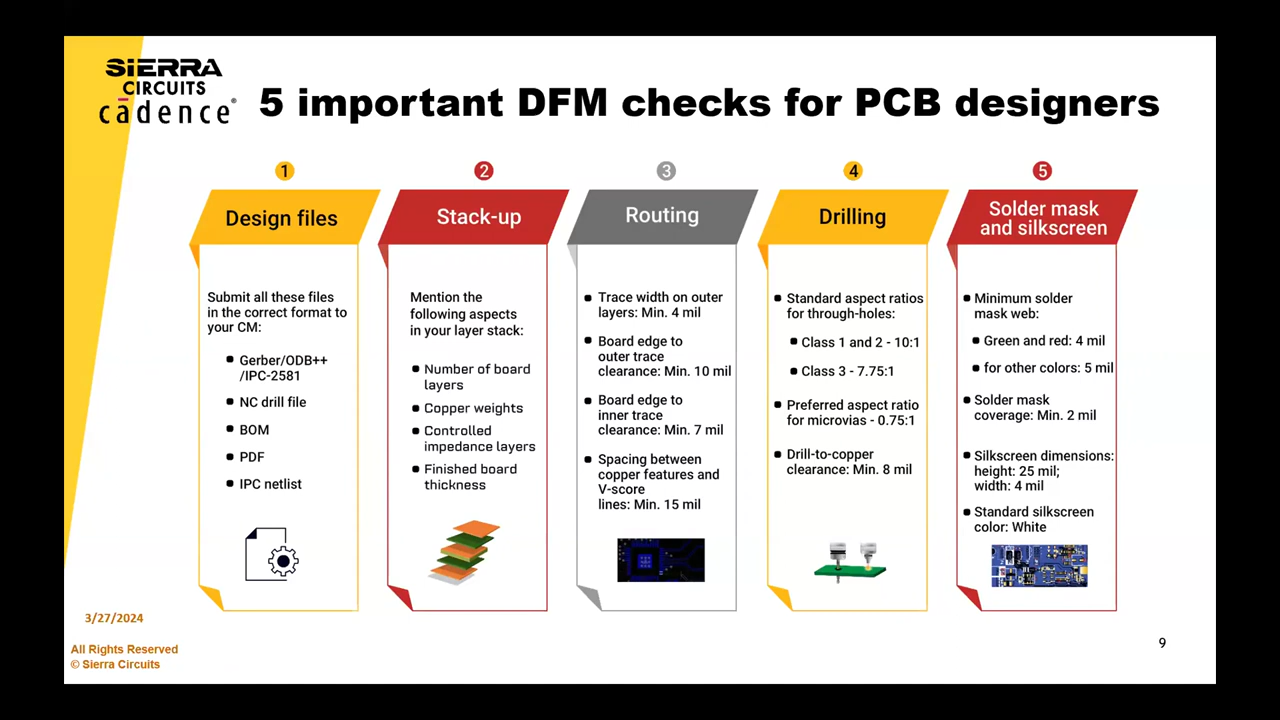 SIERRA
CIRCUITS
cādence®
5 important DFM checks for PCB designers
1
Design files
Submit all these files
in the correct format to
your CM:
Gerber/ODB++
/IPC-2581
NC drill file
BOM
PDF
IPC netlist
2
Stack-up
Mention the
following aspects
in your layer stack:
Number of board
layers
Copper weights
Controlled
impedance layers
Finished board
thickness
3
Routing
Trace width on outer
layers: Min. 4 mil
Board edge to
outer trace
clearance: Min. 10 mil
Board edge to
inner trace
clearance: Min. 7 mil
Spacing between
copper features and
V-score
lines: Min. 15 mil
4
Drilling
Standard aspect ratios
for through-holes:
Class 1 and 2 - 10:1
Class 3 - 7.75:1
Preferred aspect ratio
for microvias - 0.75:1
Drill-to-copper
clearance: Min. 8 mil
5
Solder mask
and silkscreen
Minimum solder
mask web:
Green and red: 4 mil
for other colors: 5 mil
Solder mask
coverage: Min. 2 mil
Silkscreen dimensions:
height: 25 mil;
width: 4 mil
Standard silkscreen
color: White
3/27/2024
All Rights Reserved
© Sierra Circuits
9